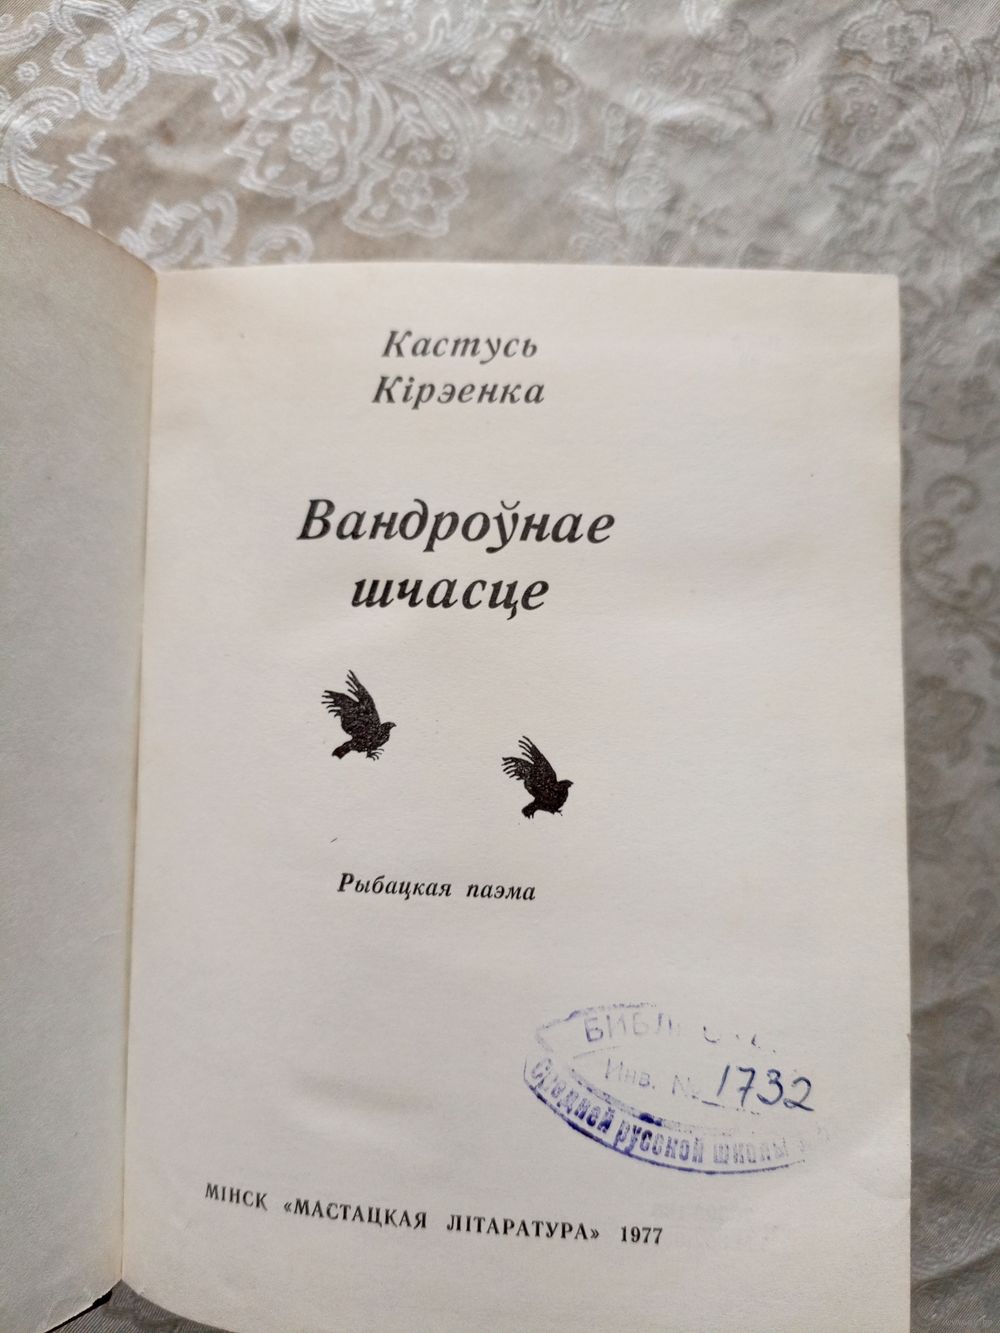 Кастусь
Кірэенка
Вандроўнае
шчасце
Рыбацкая паэма
Инв. № 1732
Средней русской школы
МІНСК «МАСТАЦКАЯ ЛІТАРАТУРА» 1977